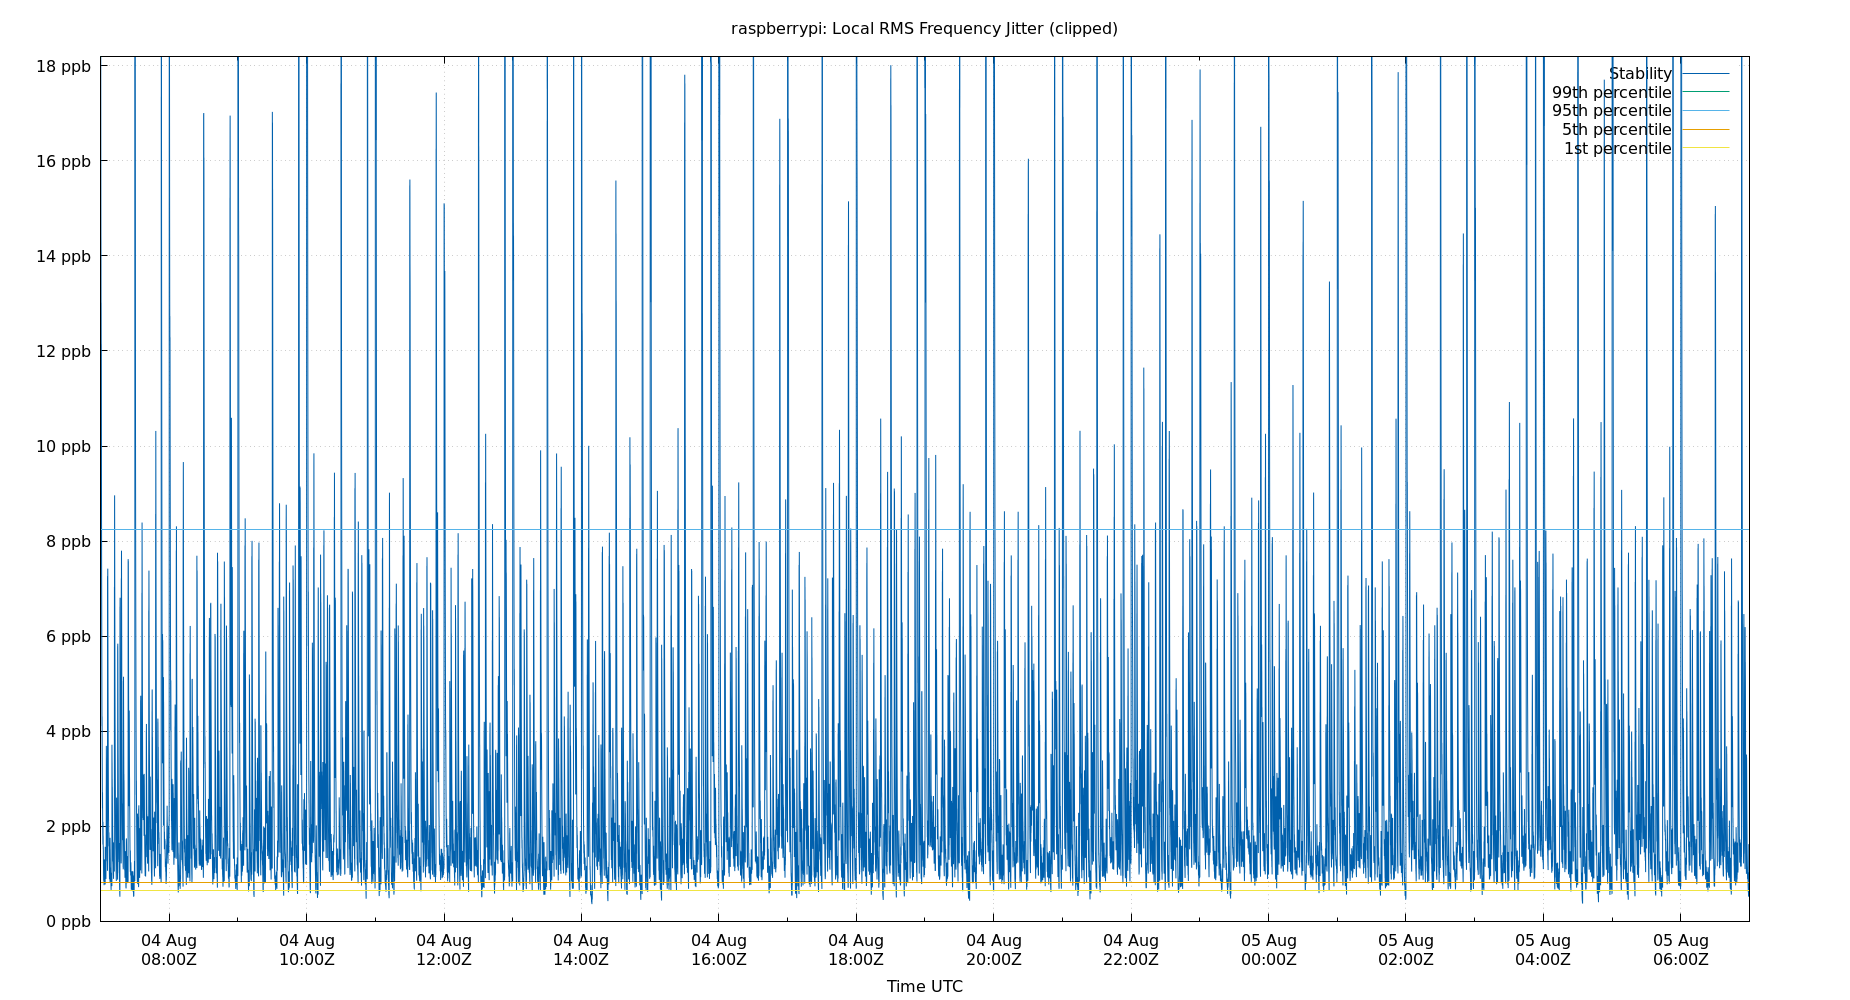 raspberrypi: Local RMS Frequency Jitter (clipped)
18 ppb
16 ppb
14 ppb
12 ppb
10 ppb
8 ppb
6 ppb
4 ppb
2 ppb
0 ppb
Stability
99th percentile
95th percentile
5th percentile
1st percentile
04 Aug 04 Aug 04 Aug 04 Aug 04 Aug 04 Aug 04 Aug 04 Aug 05 Aug 05 Aug 05 Aug 05 Aug
08:00Z 10:00Z 12:00Z 14:00Z 16:00Z 18:00Z 20:00Z 22:00Z 00:00Z 02:00Z 04:00Z 06:00Z
Time UTC